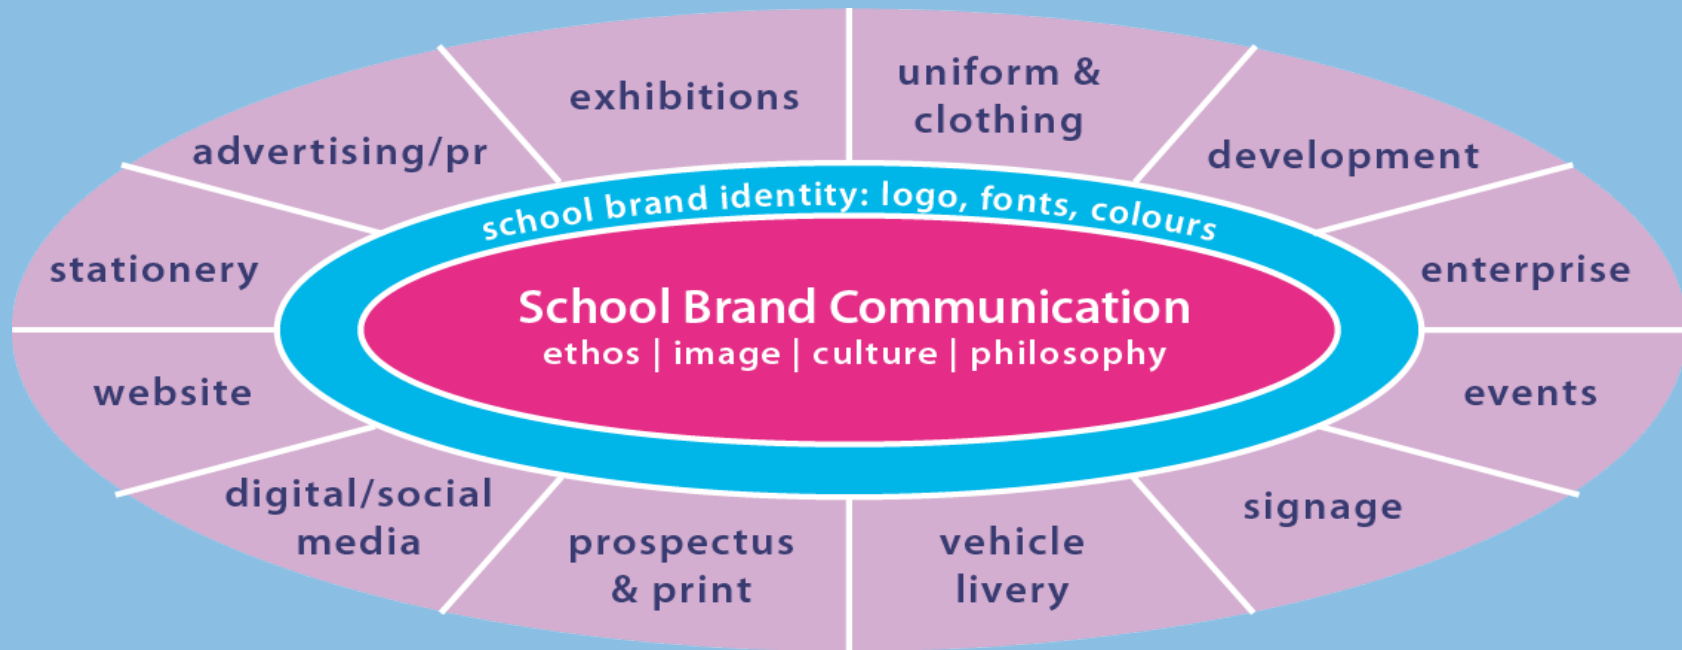 exhibitions
uniform &
clothing
advertising/pr
development
school brand identity: logo, fonts, colours
stationery
enterprise
School Brand Communication
ethos | image | culture | philosophy
website
events
digital/social
media
signage
prospectus
& print
vehicle
livery